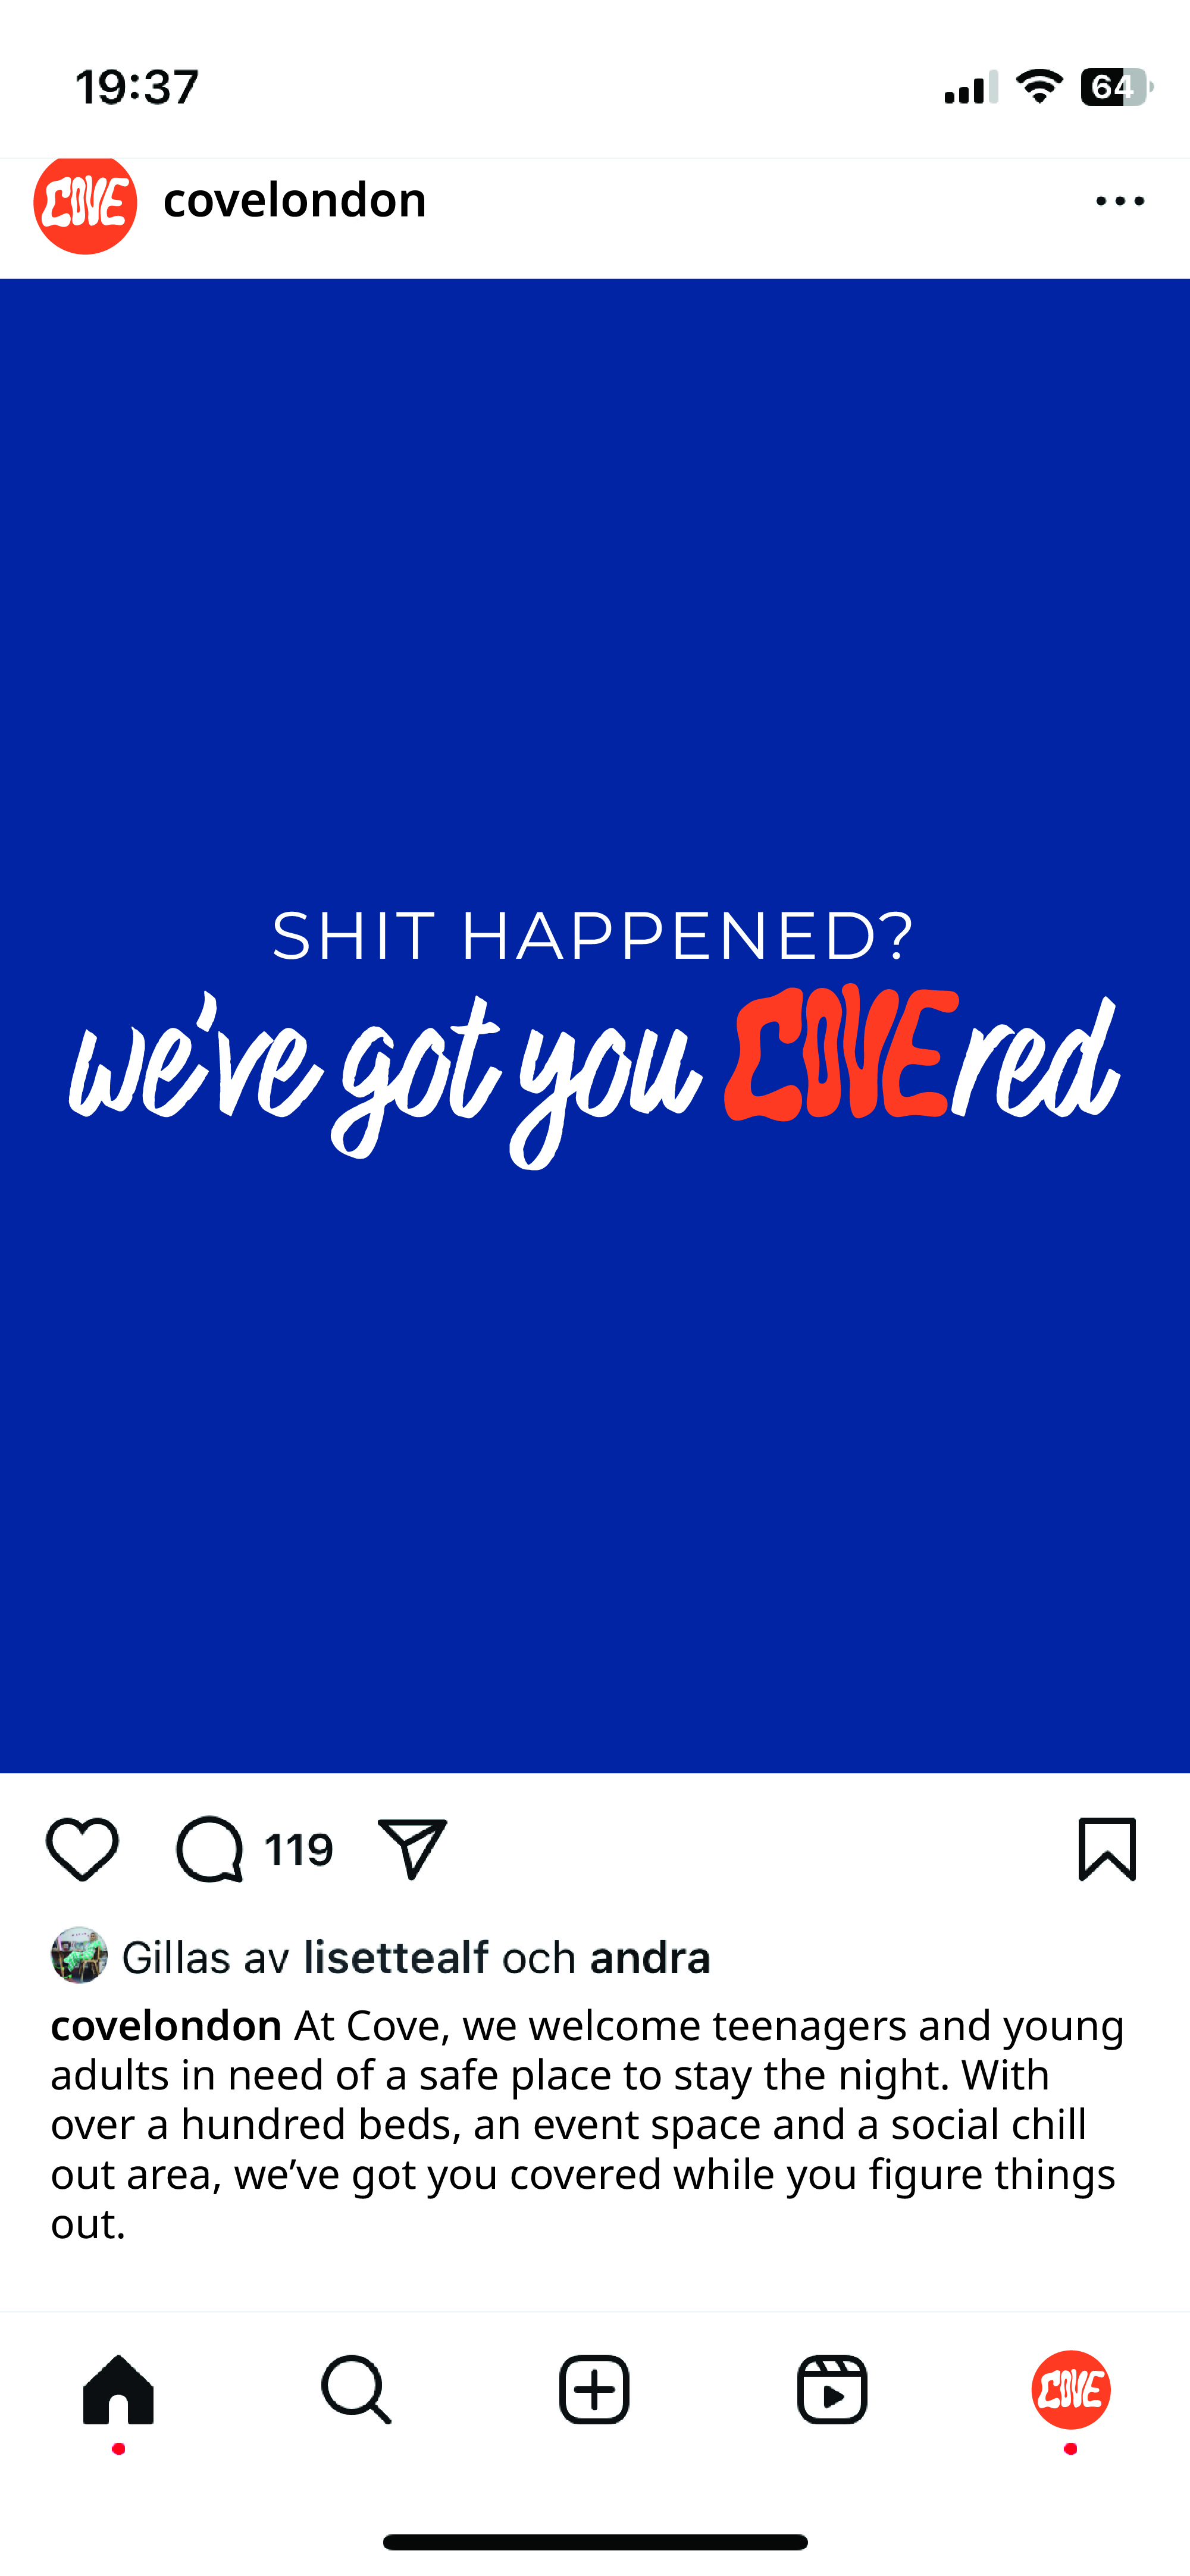 19:37
64
COVE
covelondon
SHIT HAPPENED?
we've got you COVEred
119
Gillas av lisettealf och andra
covelondon At Cove, we welcome teenagers and young
adults in need of a safe place to stay the night. With
over a hundred beds, an event space and a social chill
out area, we’ve got you covered while you figure things
out.
COVE